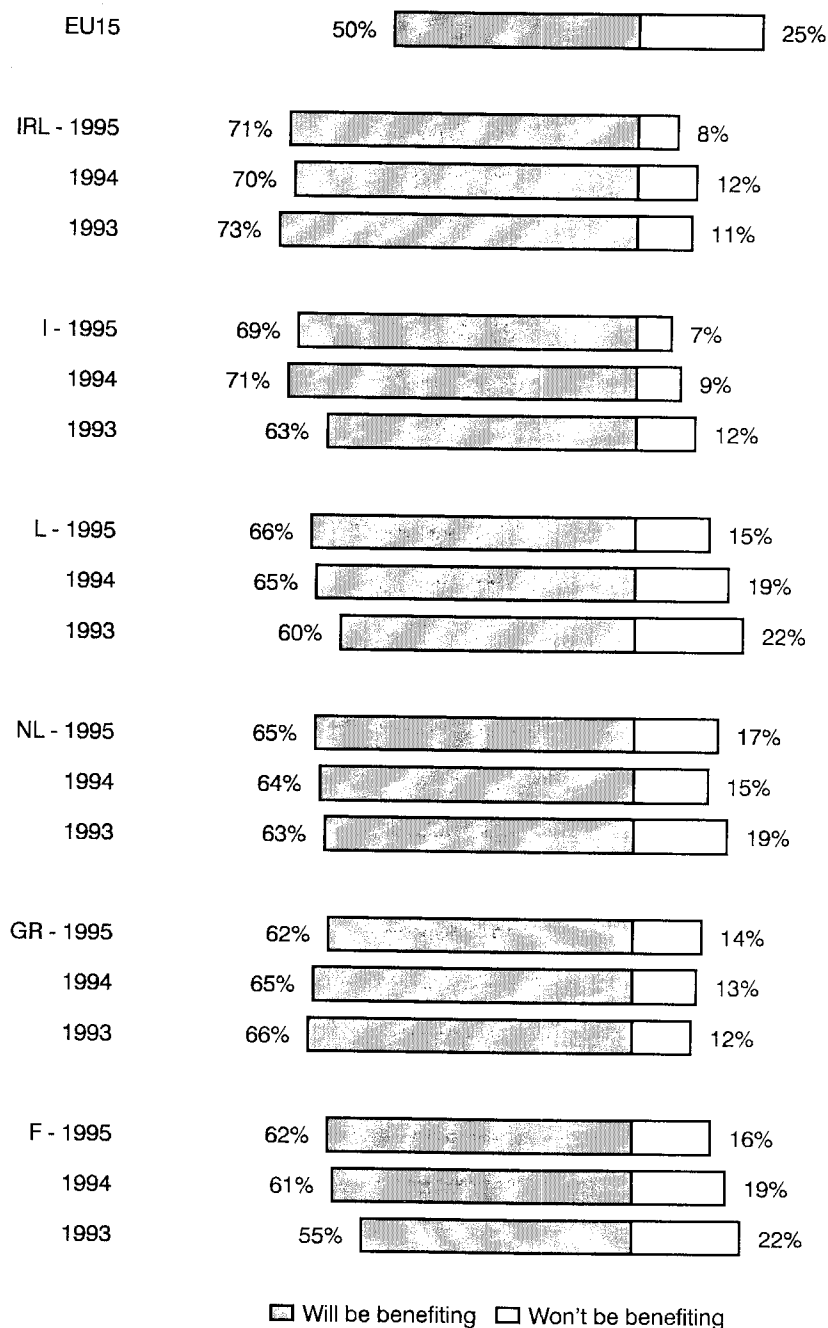 EU15 50% 25%
IRL - 1995 71% 8%
1994 70% 12%
1993 73% 11%
I - 1995 69% 7%
1994 71% 9%
1993 63% 12%
L - 1995 66% 15%
1994 65% 19%
1993 60% 22%
NL - 1995 65% 17%
1994 64% 15%
1993 63% 19%
GR - 1995 62% 14%
1994 65% 13%
1993 66% 12%
F - 1995 62% 16%
1994 61% 19%
1993 55% 22%
Will be benefiting Won't be benefiting